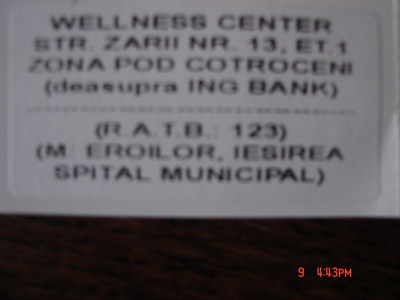 WELLNESS CENTER
STR. ZARII NR. 13, ET.1
ZONA POD COTROCENI
(deasupra ING BANK)
(R.A.T.B.: 123)
(M: EROILOR, IESIREA
SPITAL MUNICIPAL)
9 4:43PM